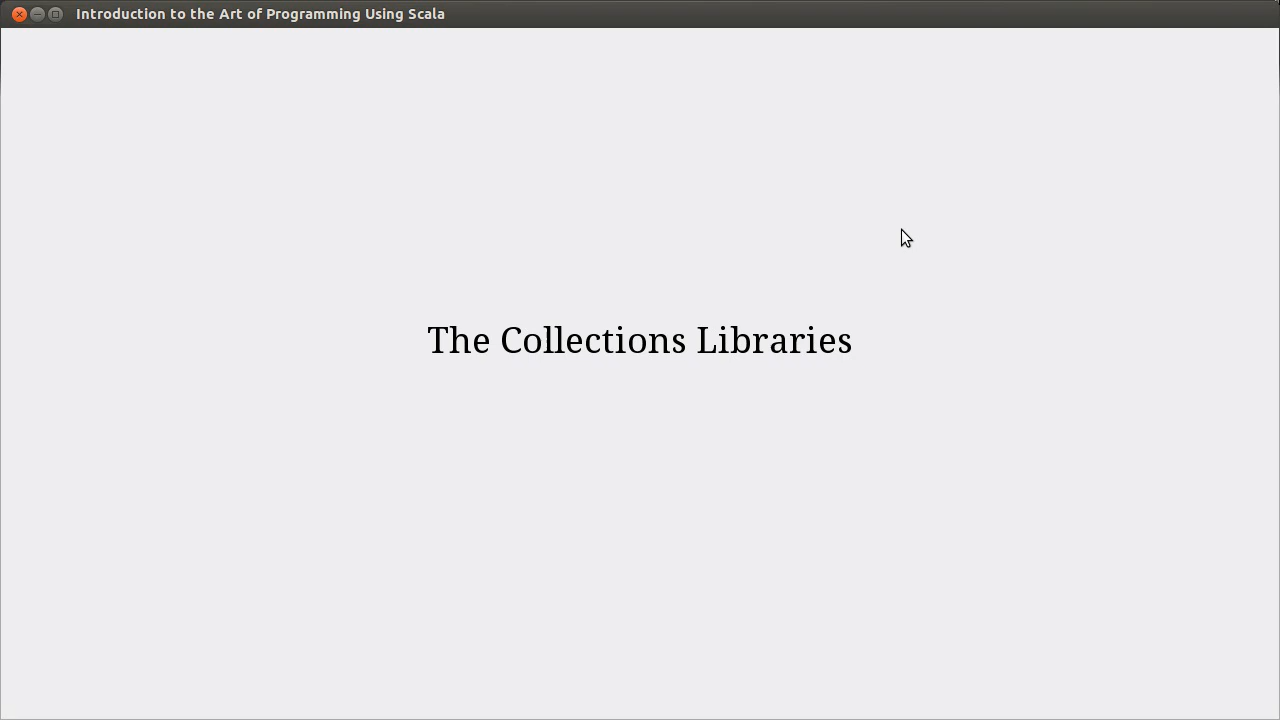 Introduction to the Art of Programming Using Scala
The Collections Libraries